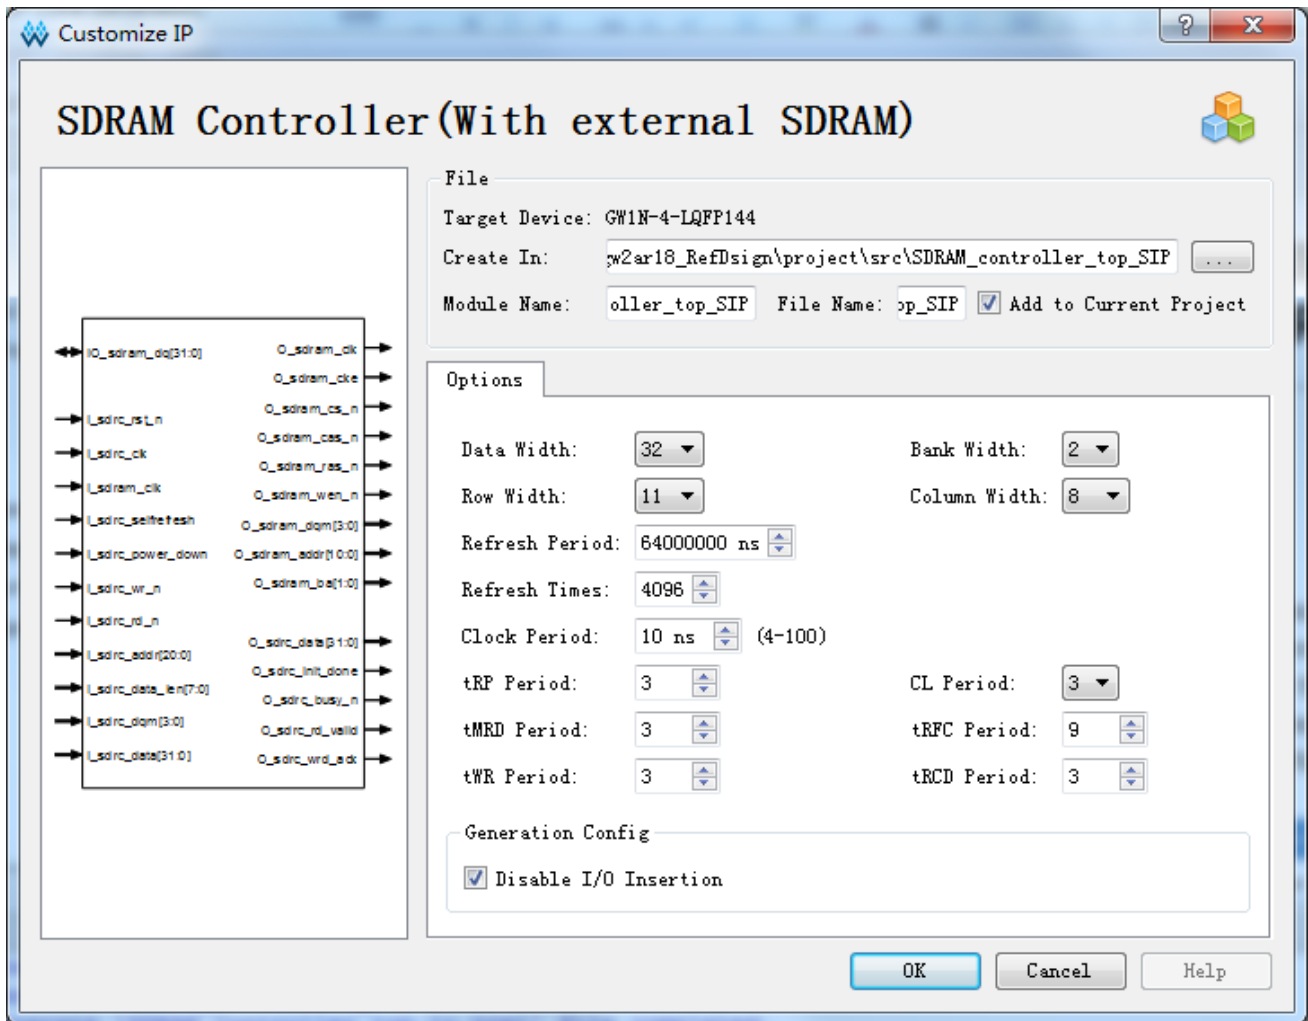 Customize IP
?
X
SDRAM Controller(With external SDRAM)
File
Target Device: GW1N-4-LQFP144
Create In: w2ar18_RefDsign\project\src\SDRAM_controller_top_SIP ...
Module Name: oller_top_SIP File Name: op_SIP Add to Current Project
IO_sdram_dq[31:0] O_sdram_clk
O_sdram_cke
I_sdrc_rst_n O_sdram_cs_n
I_sdrc_clk O_sdram_cas_n
O_sdram_ras_n
I_sdram_clk O_sdram_wen_n
I_sdrc_selfrefresh O_sdram_dqm[3:0]
I_sdrc_power_down O_sdram_addr[10:0]
I_sdrc_wr_n O_sdram_ba[1:0]
I_sdrc_rd_n
I_sdrc_addr[20:0] O_sdrc_data[31:0]
I_sdrc_data_len[7:0] O_sdrc_init_done
O_sdrc_busy_n
I_sdrc_dqm[3:0] O_sdrc_rd_valid
I_sdrc_data[31:0] O_sdrc_wrd_ack
Options
Data Width: 32 Bank Width: 2
Row Width: 11 Column Width: 8
Refresh Period: 64000000 ns
Refresh Times: 4096
Clock Period: 10 ns (4-100)
tRP Period: 3 CL Period: 3
tMRD Period: 3 tRFC Period: 9
tWR Period: 3 tRCD Period: 3
Generation Config
Disable I/O Insertion
OK Cancel Help